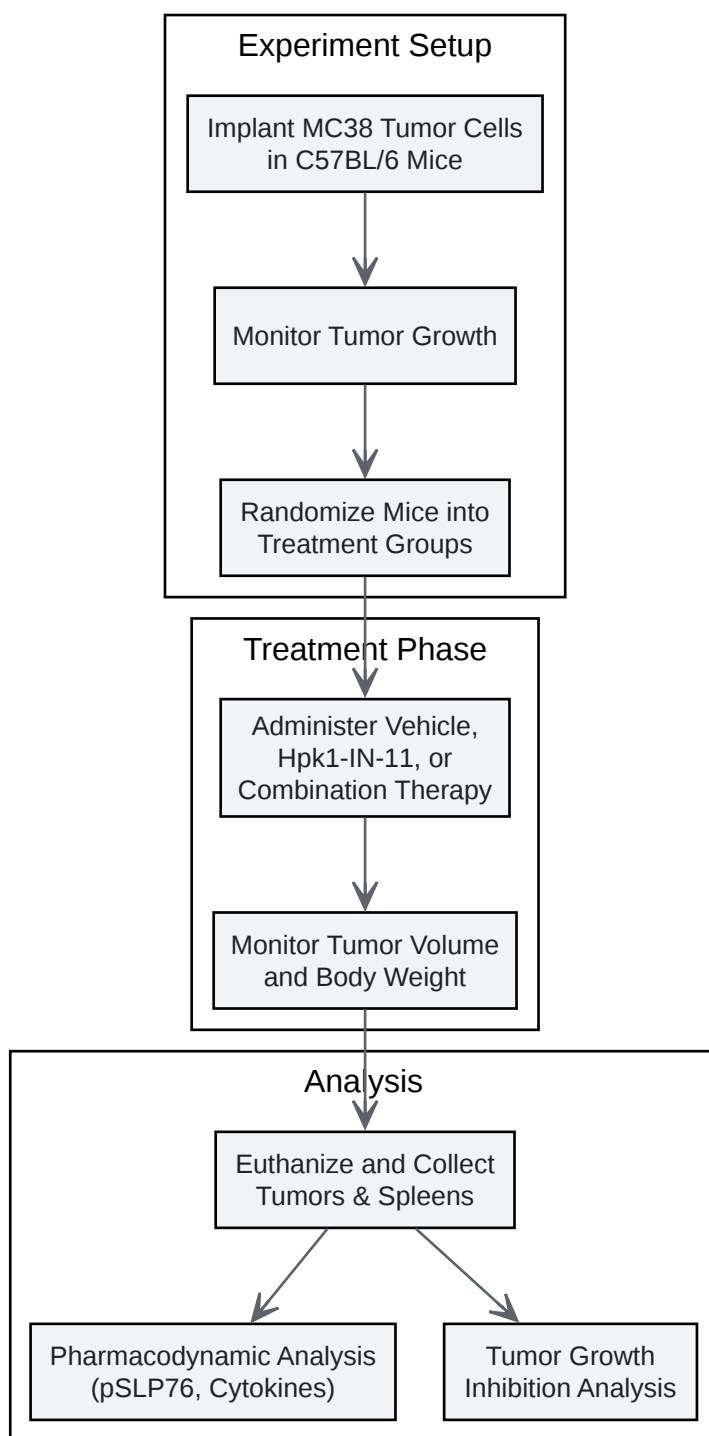 Experiment Setup
Implant MC38 Tumor Cells
in C57BL/6 Mice
Monitor Tumor Growth
Randomize Mice into
Treatment Groups
Treatment Phase
Administer Vehicle,
Hpk1-IN-11, or
Combination Therapy
Monitor Tumor Volume
and Body Weight
Analysis
Euthanize and Collect
Tumors & Spleens
Pharmacodynamic Analysis
(pSLP76, Cytokines)
Tumor Growth
Inhibition Analysis